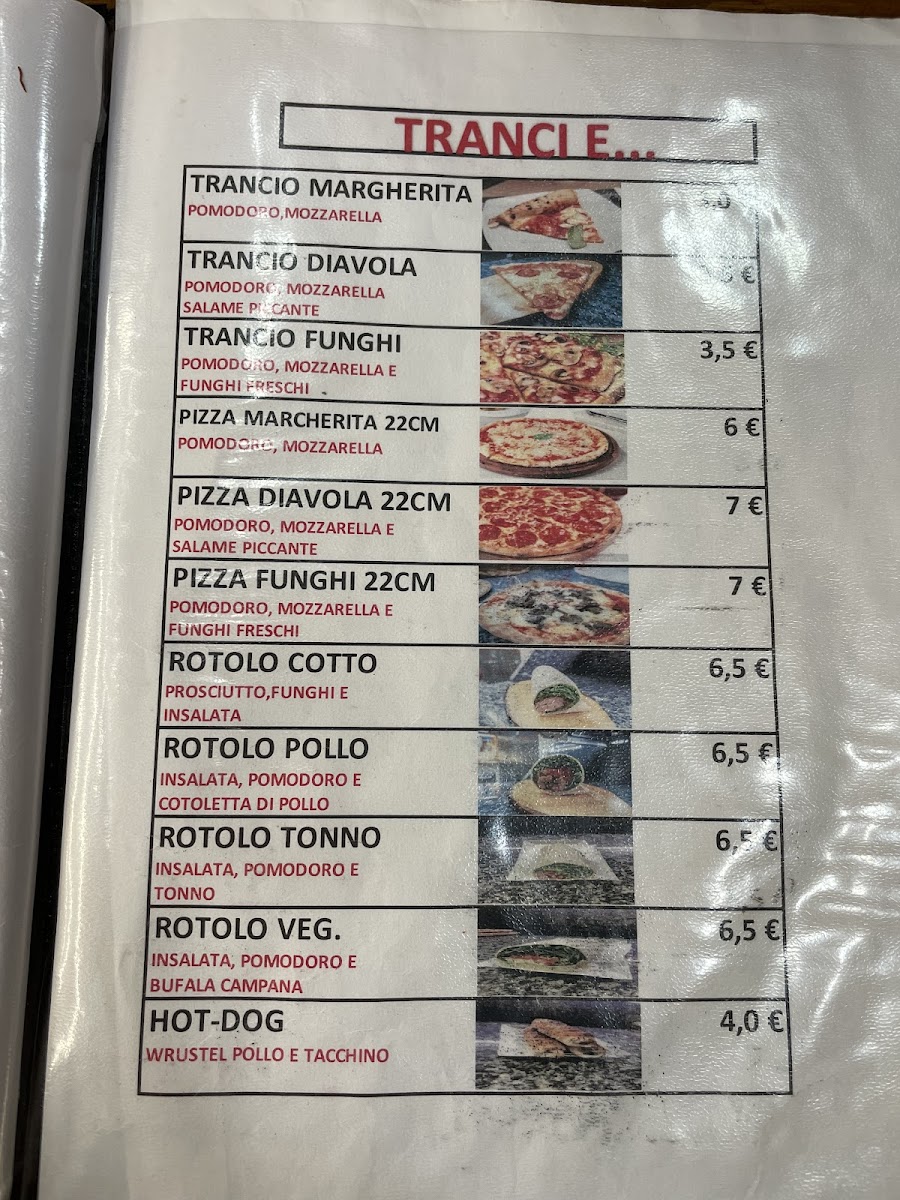 TRANCI E...
TRANCIO MARGHERITA
POMODORO,MOZZARELLA
TRANCIO DIAVOLA
€
POMODORO, MOZZARELLA
SALAME PICCANTE
TRANCIO FUNGHI
3,5 €
POMODORO, MOZZARELLA E
FUNGHI FRESCHI
PIZZA MARCHERITA 22CM
6 €
POMODORO, MOZZARELLA
PIZZA DIAVOLA 22CM
7 €
POMODORO, MOZZARELLA E
SALAME PICCANTE
PIZZA FUNGHI 22CM
7 €
POMODORO, MOZZARELLA E
FUNGHI FRESCHI
ROTOLO COTTO
6,5 €
PROSCIUTTO,FUNGHI E
INSALATA
ROTOLO POLLO
6,5 €
INSALATA, POMODORO E
COTOLETTA DI POLLO
ROTOLO TONNO
6,5 €
INSALATA, POMODORO E
TONNO
ROTOLO VEG.
6,5 €
INSALATA, POMODORO E
BUFALA CAMPANA
HOT-DOG
4,0 €
WRUSTEL POLLO E TACCHINO